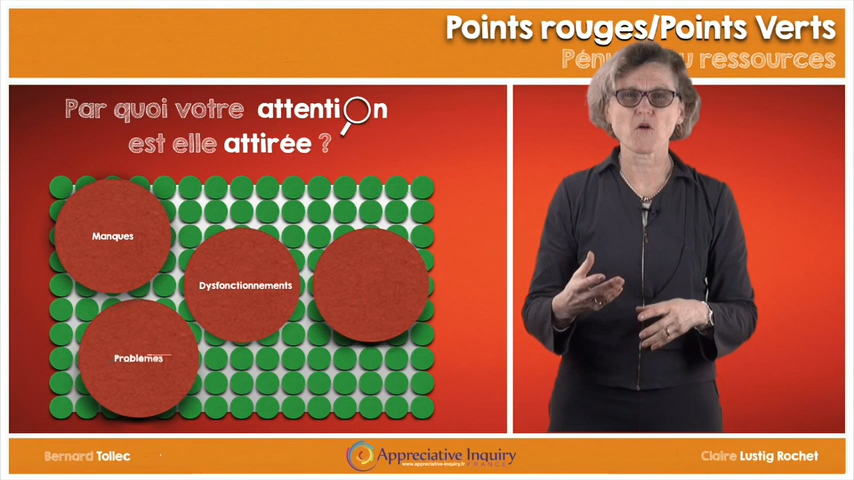 Points rouges/Points Verts
ressources
Par quoi votre attention
est elle attirée ?
Manques
Dysfonctionnements
Problèmes
Bernard Tollec
Appreciative Inquiry
www.appreciative-inquiry.fr FRANCE
Claire Lustig Rochet